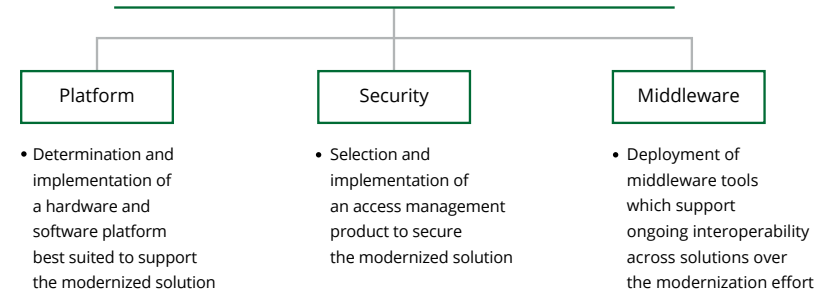 Platform
• Determination and
implementation of
a hardware and
software platform
best suited to support
the modernized solution
Security
• Selection and
implementation of
an access management
product to secure
the modernized solution
Middleware
• Deployment of
middleware tools
which support
ongoing interoperability
across solutions over
the modernization effort